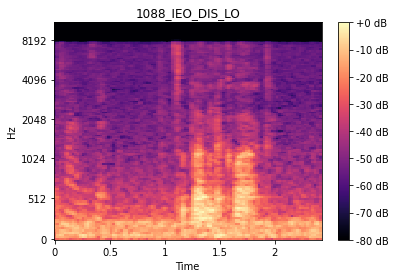 1088_IEO_DIS_LO
+0 dB
8192
-10 dB
4096
-20 dB
-30 dB
2048
Hz
-40 dB
1024
-50 dB
512
-60 dB
-70 dB
0
-80 dB
0
0.5
1
1.5
2
Time